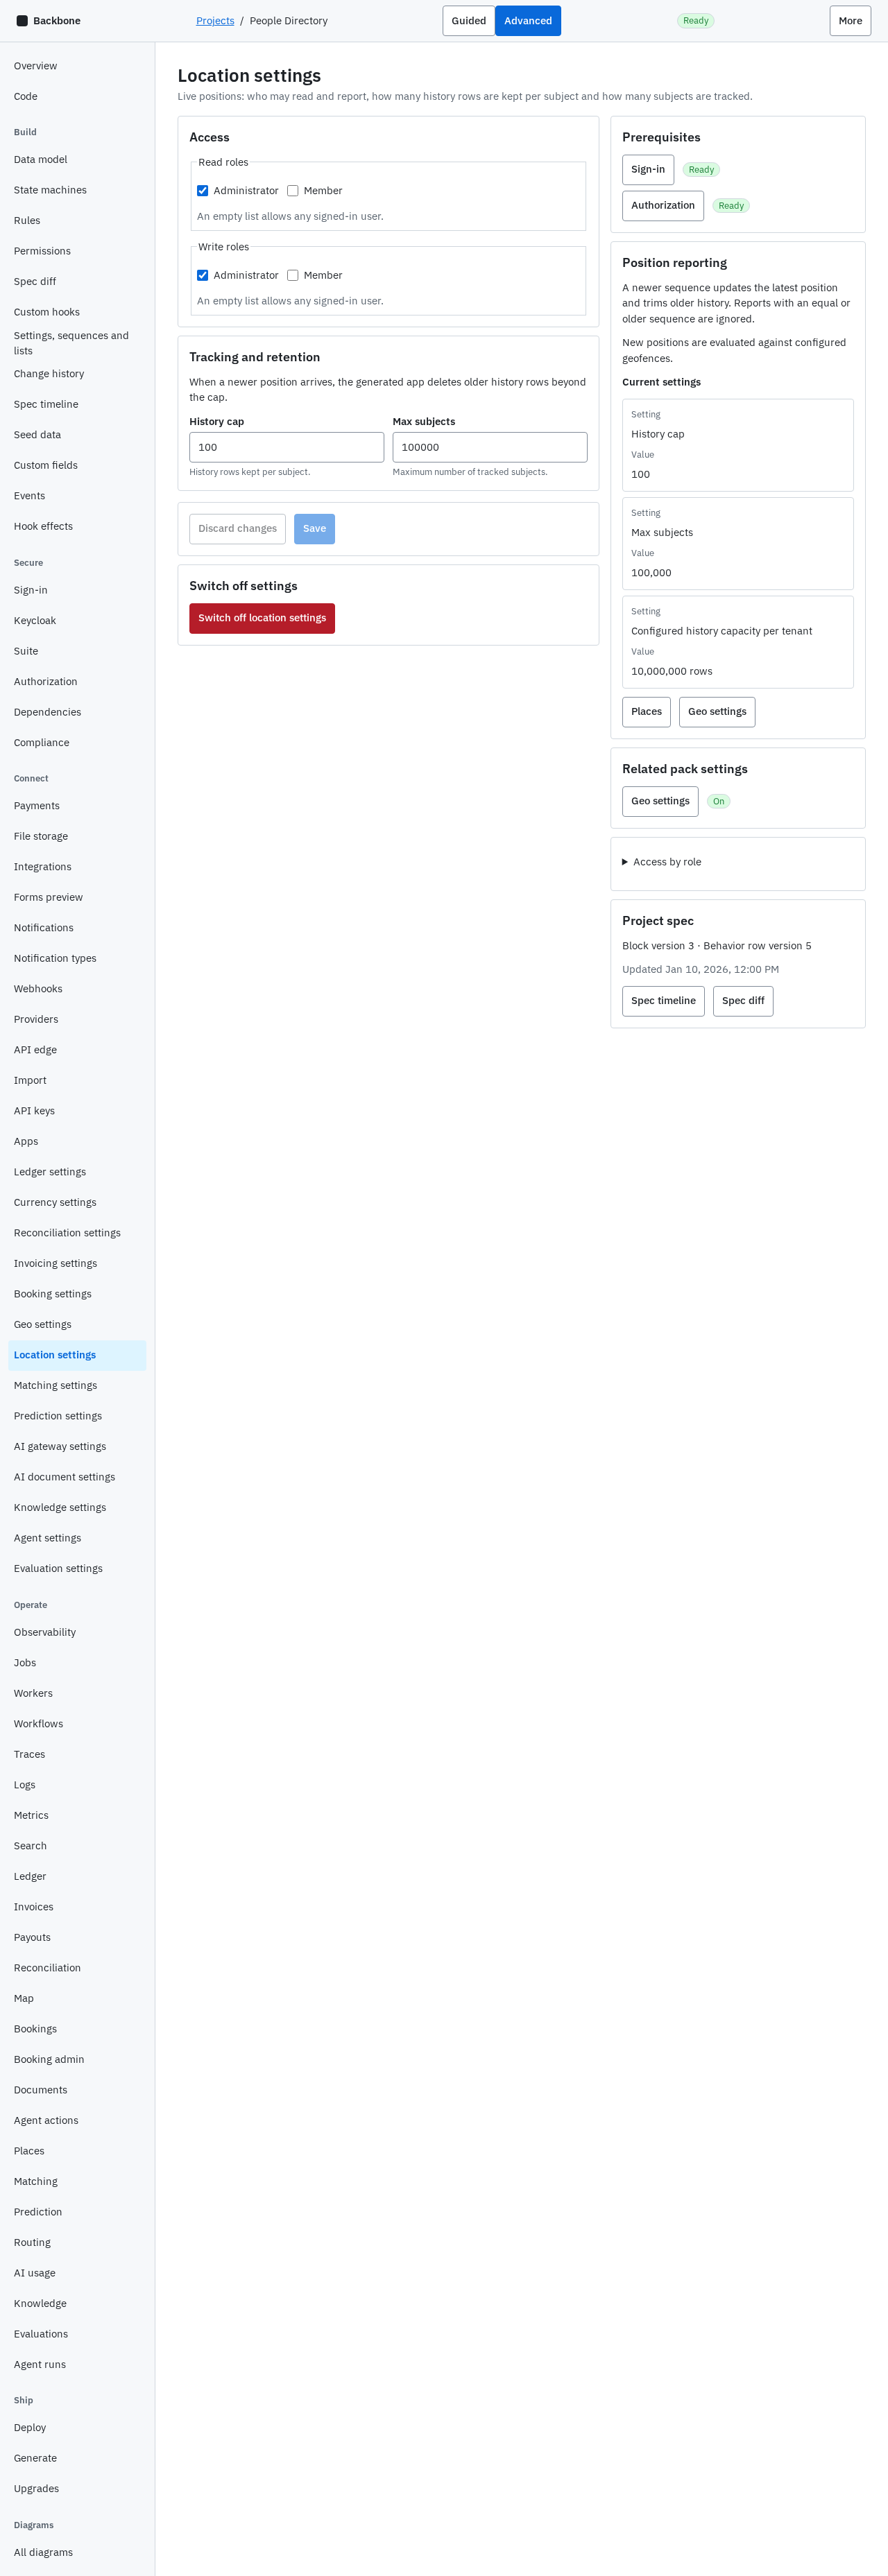 Backbone
Projects / People Directory
Guided
Advanced
Ready
More
Overview
Code
Build
Data model
State machines
Rules
Permissions
Spec diff
Custom hooks
Settings, sequences and
lists
Change history
Spec timeline
Seed data
Custom fields
Events
Hook effects
Secure
Sign-in
Keycloak
Suite
Authorization
Dependencies
Compliance
Connect
Payments
File storage
Integrations
Forms preview
Notifications
Notification types
Webhooks
Providers
API edge
Import
API keys
Apps
Ledger settings
Currency settings
Reconciliation settings
Invoicing settings
Booking settings
Geo settings
Location settings
Matching settings
Prediction settings
AI gateway settings
AI document settings
Knowledge settings
Agent settings
Evaluation settings
Operate
Observability
Jobs
Workers
Workflows
Traces
Logs
Metrics
Search
Ledger
Invoices
Payouts
Reconciliation
Map
Bookings
Booking admin
Documents
Agent actions
Places
Matching
Prediction
Routing
AI usage
Knowledge
Evaluations
Agent runs
Ship
Deploy
Generate
Upgrades
Diagrams
All diagrams
Location settings
Live positions: who may read and report, how many history rows are kept per subject and how many subjects are tracked.
Access
Read roles
Administrator
Member
An empty list allows any signed-in user.
Write roles
Administrator
Member
An empty list allows any signed-in user.
Tracking and retention
When a newer position arrives, the generated app deletes older history rows beyond
the cap.
History cap
100
History rows kept per subject.
Max subjects
100000
Maximum number of tracked subjects.
Discard changes
Save
Switch off settings
Switch off location settings
Prerequisites
Sign-in
Ready
Authorization
Ready
Position reporting
A newer sequence updates the latest position
and trims older history. Reports with an equal or
older sequence are ignored.
New positions are evaluated against configured
geofences.
Current settings
Setting
History cap
Value
100
Setting
Max subjects
Value
100,000
Setting
Configured history capacity per tenant
Value
10,000,000 rows
Places
Geo settings
Related pack settings
Geo settings
On
Access by role
Project spec
Block version 3 · Behavior row version 5
Updated Jan 10, 2026, 12:00 PM
Spec timeline
Spec diff